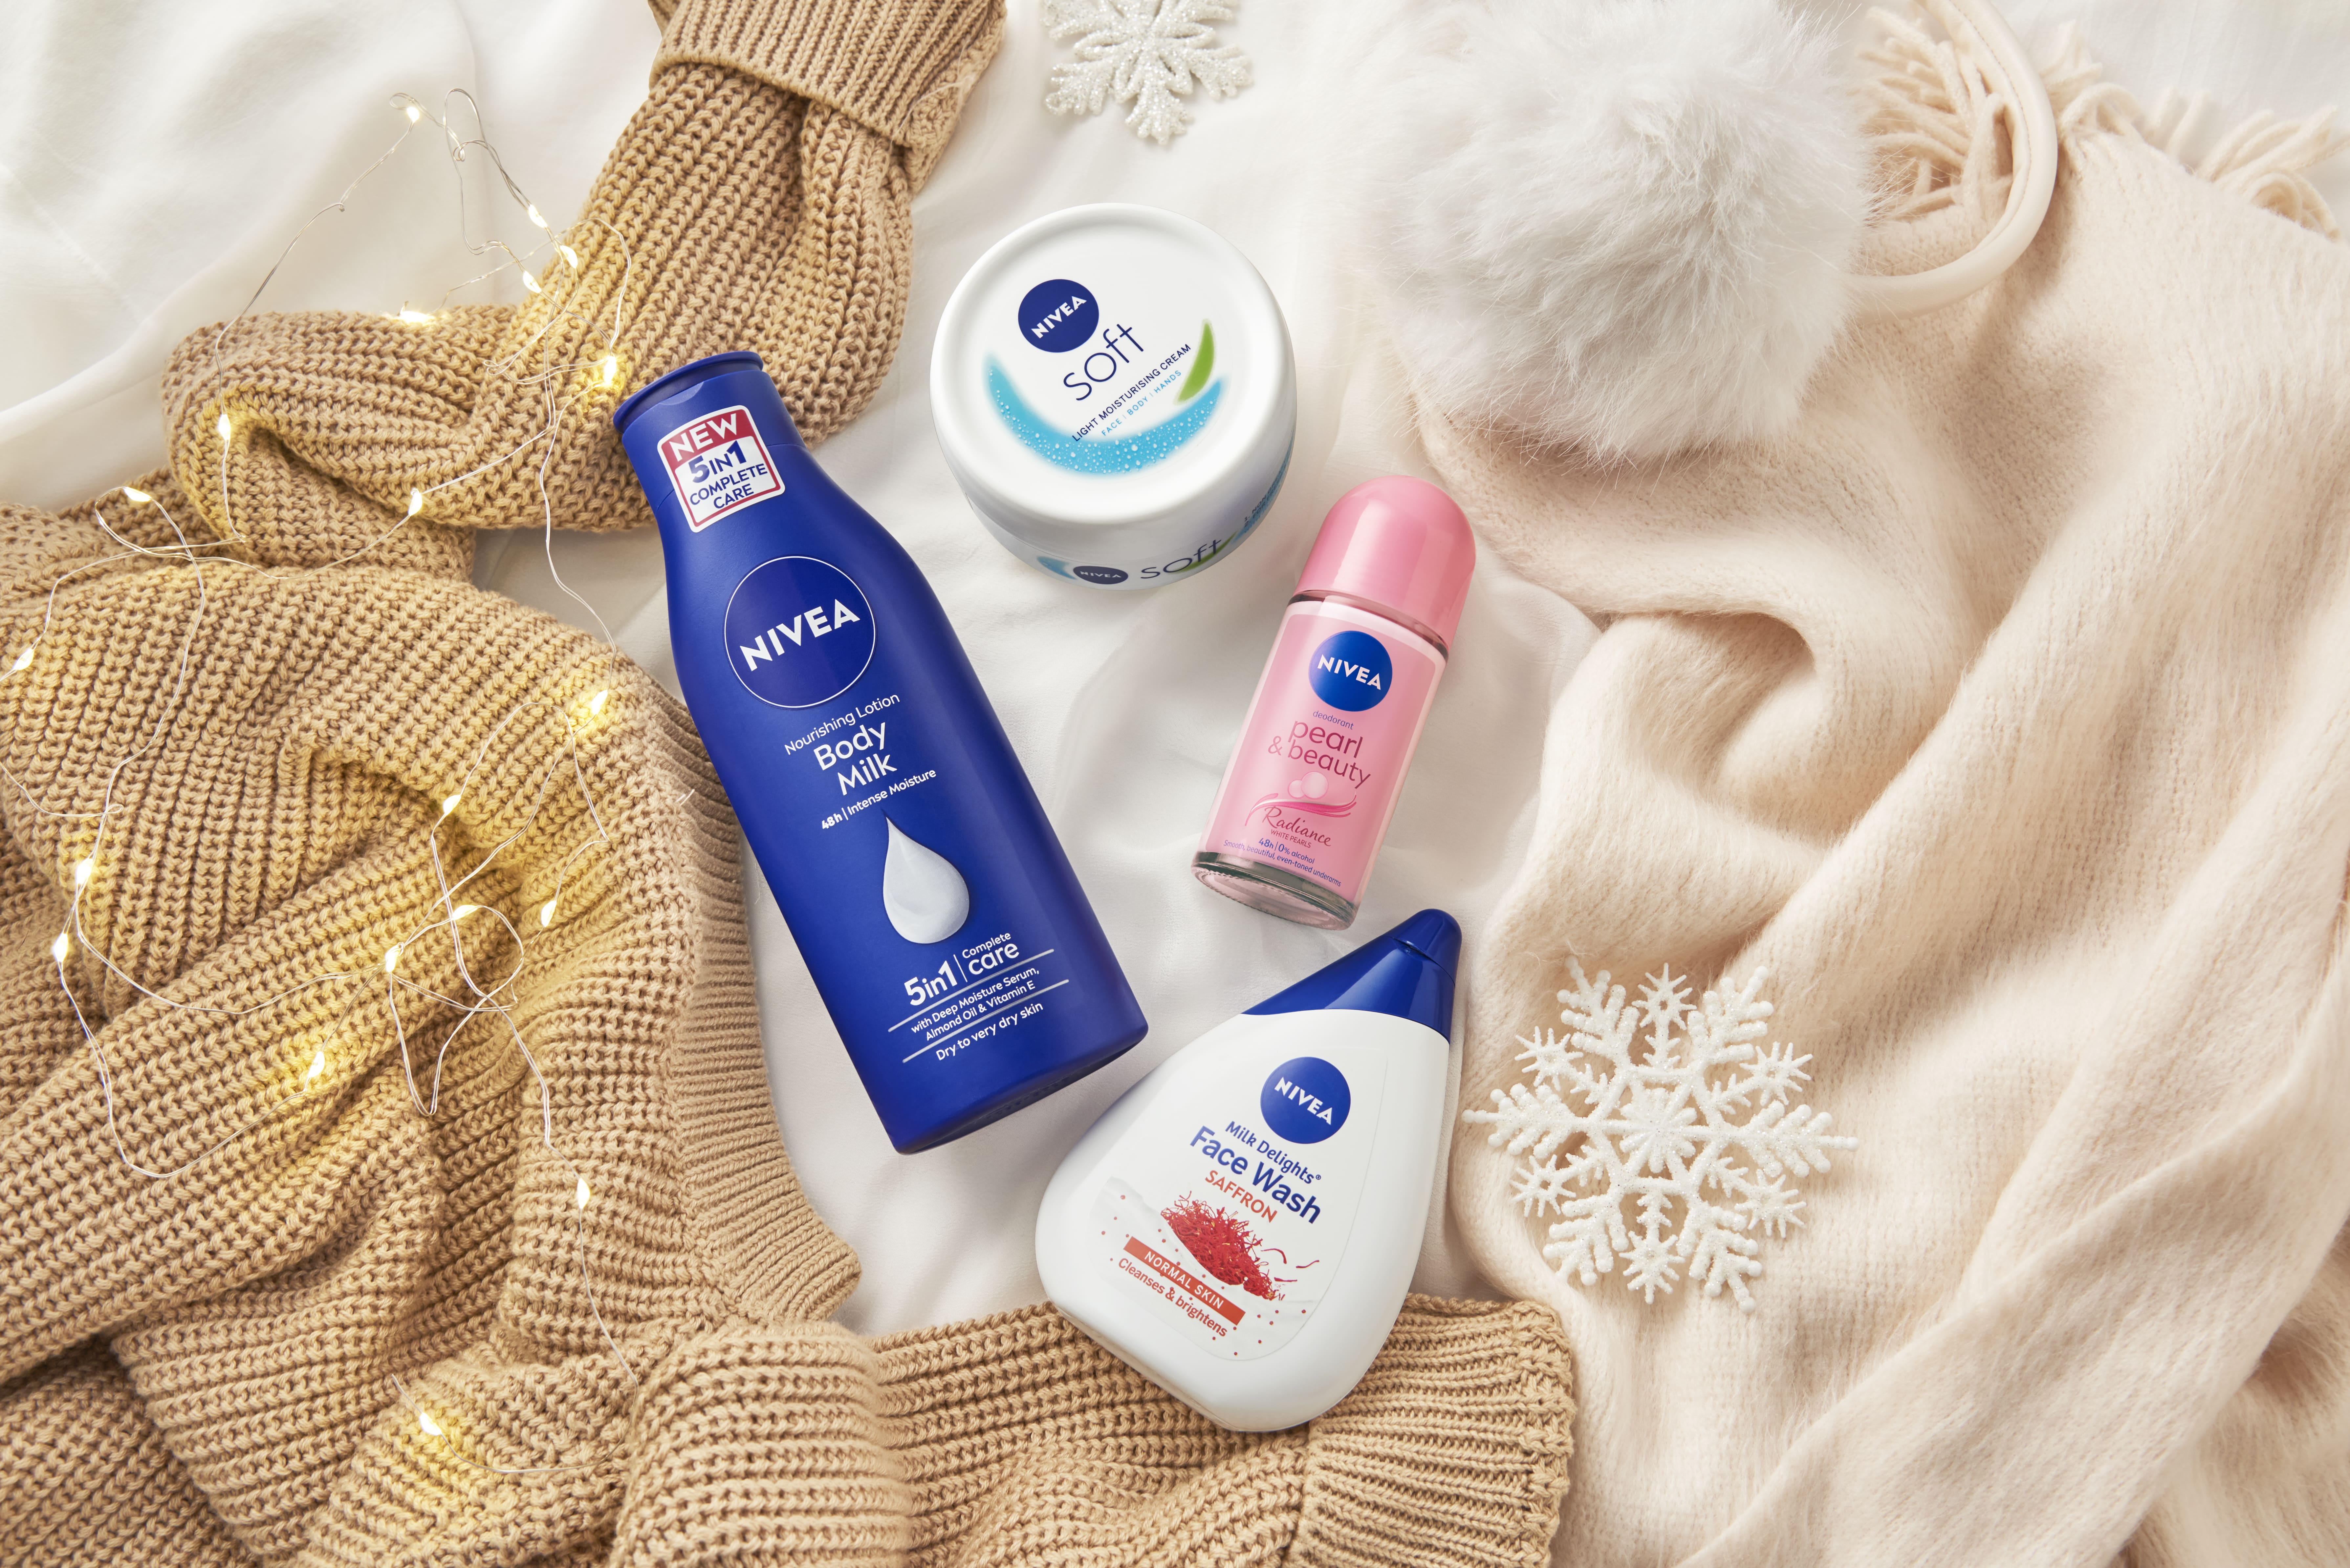 NIVEA
soft
LIGHT MOISTURISING CREAM
FACE | BODY | HANDS
NIVEA soft
NEW
5IN1
COMPLETE
CARE
NIVEA
Nourishing Lotion
Body
Milk
48h | Intense Moisture
5in1 | Complete care
with Deep Moisture Serum,
Almond Oil & Vitamin E
Dry to very dry skin
NIVEA
deodorant
pearl
& beauty
Radiance
WHITE PEARLS
48h | 0% alcohol
Smooth, beautiful, even-toned underarms
NIVEA
Milk Delights®
Face Wash
SAFFRON
NORMAL SKIN
Cleanses & brightens